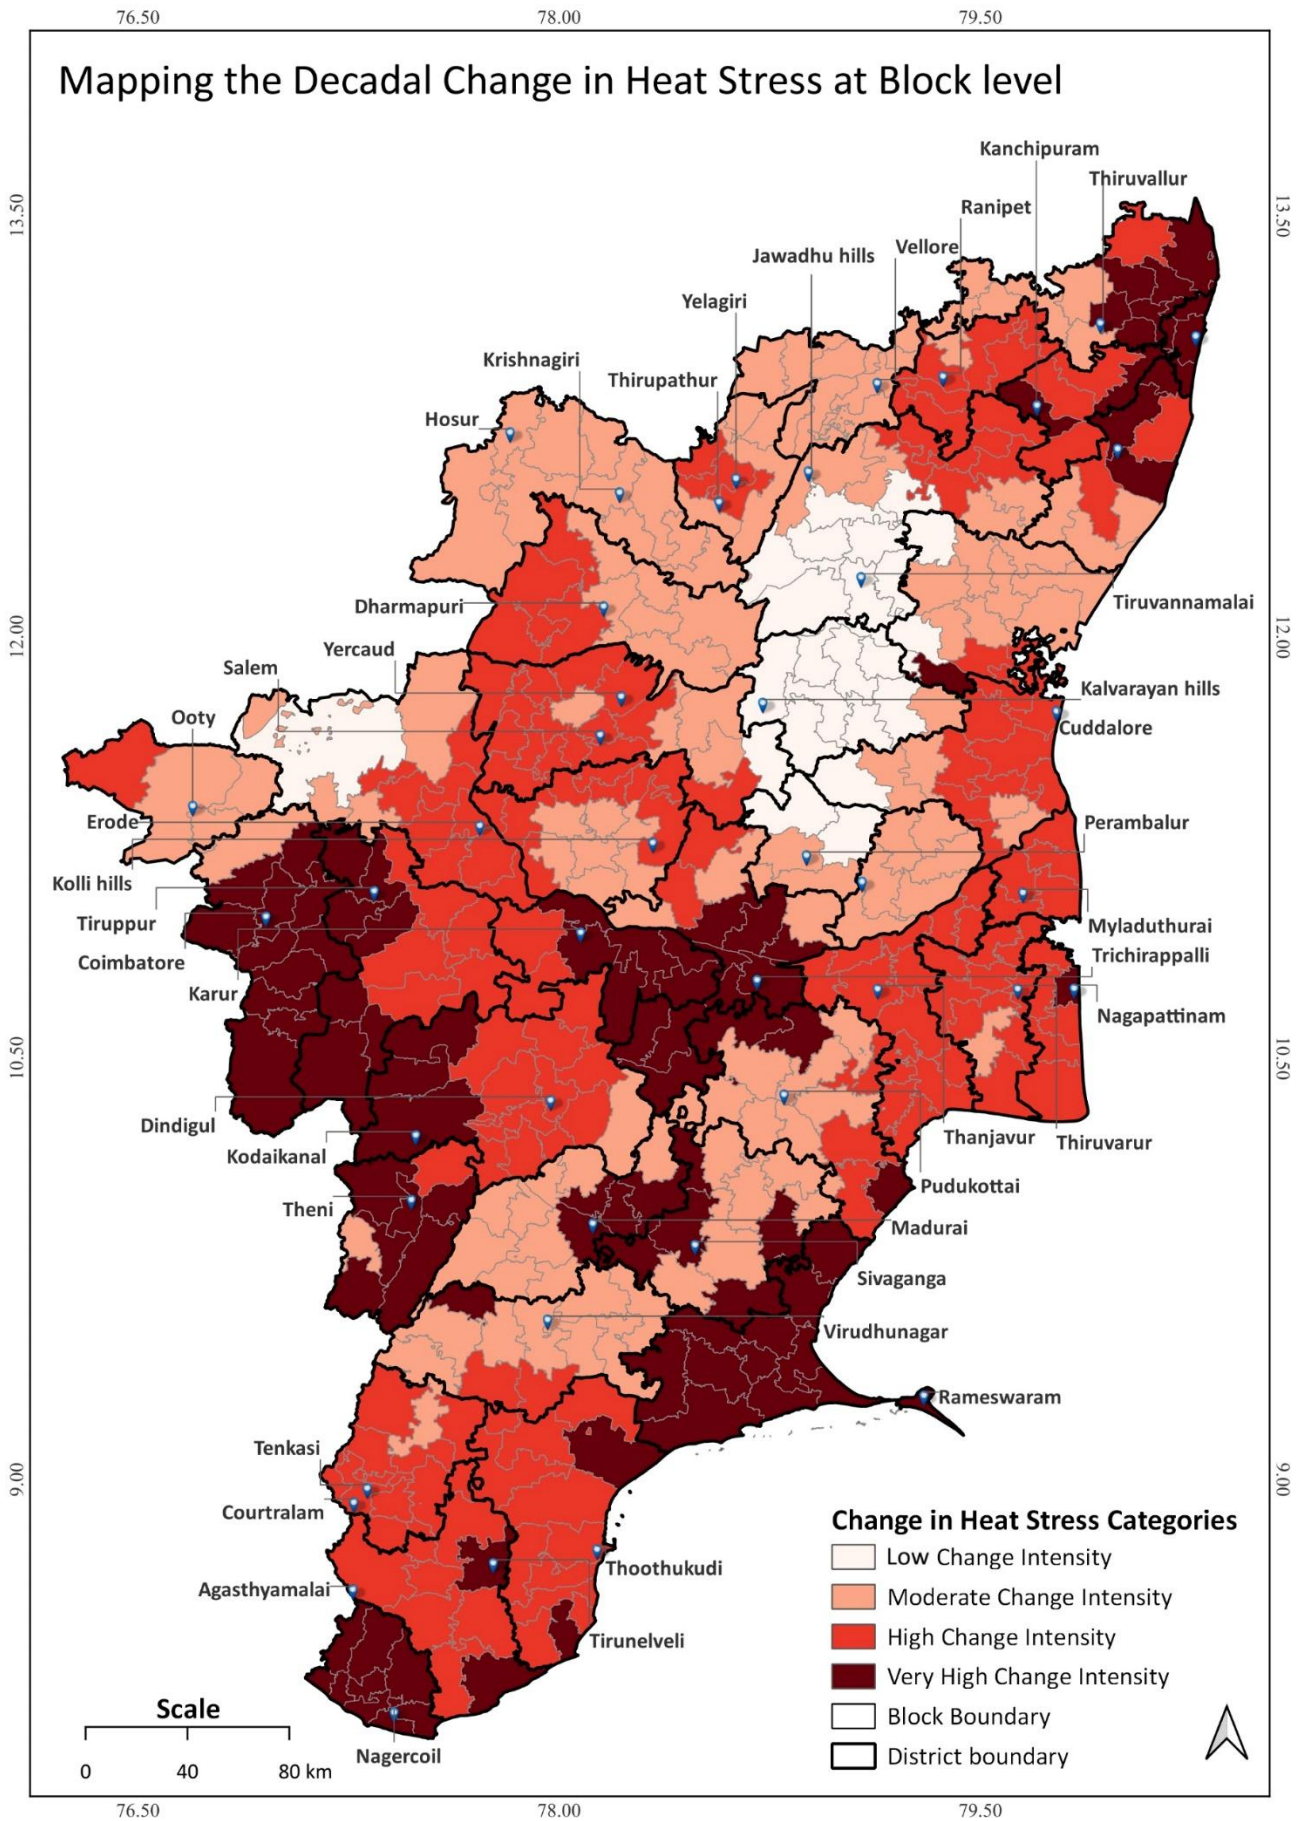 76.50 78.00 79.50
Mapping the Decadal Change in Heat Stress at Block level
Kanchipuram
Thiruvallur
13.50 13.50
Ranipet
Vellore
Jawadhu hills
Yelagiri
Krishnagiri
Thirupathur
Hosur
Tiruvannamalai
Dharmapuri
12.00 12.00
Yercaud
Salem
Kalvarayan hills
Ooty
Cuddalore
Erode
Perambalur
Kolli hills
Tiruppur
Myladuthurai
Trichirappalli
Coimbatore
Karur
Nagapattinam
10.50 10.50
Dindigul
Thanjavur Thiruvarur
Kodaikanal
Pudukottai
Theni
Madurai
Sivaganga
Virudhunagar
Rameswaram
Tenkasi
9.00 9.00
Courtralam
Thoothukudi
Agasthyamalai
Tirunelveli
Nagercoil
Change in Heat Stress Categories
Low Change Intensity
Moderate Change Intensity
High Change Intensity
Very High Change Intensity
Block Boundary
District boundary
Scale
0 40 80 km
76.50 78.00 79.50